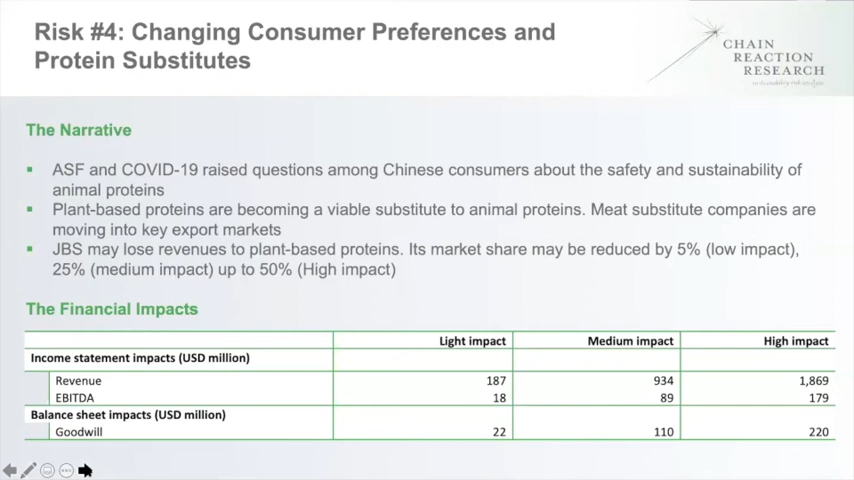 Risk #4: Changing Consumer Preferences and
Protein Substitutes
CHAIN
REACTION
RESEARCH
sustainability risk analysis
The Narrative
▪ ASF and COVID-19 raised questions among Chinese consumers about the safety and sustainability of
animal proteins
▪ Plant-based proteins are becoming a viable substitute to animal proteins. Meat substitute companies are
moving into key export markets
▪ JBS may lose revenues to plant-based proteins. Its market share may be reduced by 5% (low impact),
25% (medium impact) up to 50% (High impact)
The Financial Impacts
Light impact Medium impact High impact
Income statement impacts (USD million)
Revenue 187 934 1,869
EBITDA 18 89 179
Balance sheet impacts (USD million)
Goodwill 22 110 220